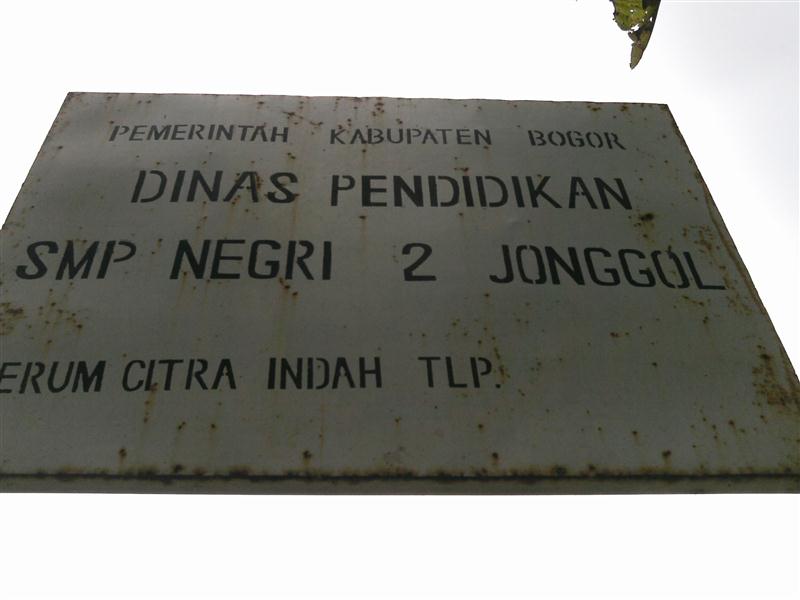 PEMERINTAH KABUPATEN BOGOR
DINAS PENDIDIKAN
SMP NEGRI 2 JONGGOL
ERUM CITRA INDAH TLP.